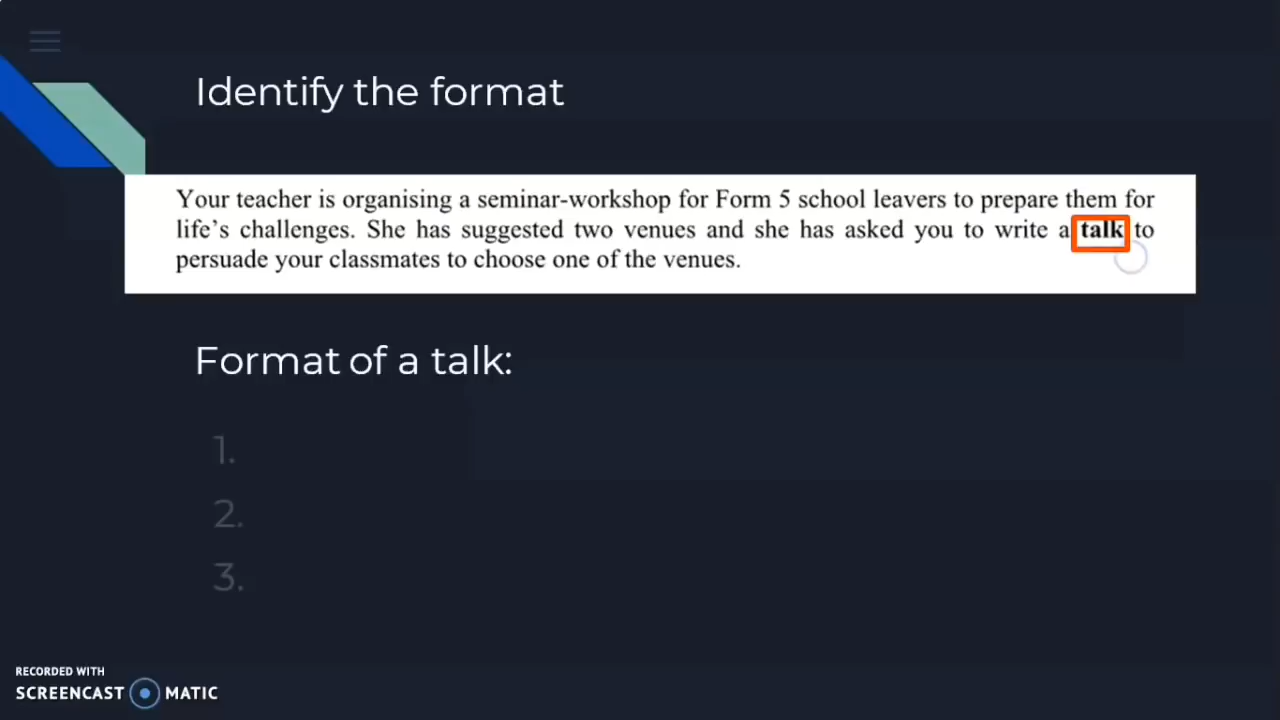 Identify the format
Your teacher is organising a seminar-workshop for Form 5 school leavers to prepare them for
life's challenges. She has suggested two venues and she has asked you to write a talk to
persuade your classmates to choose one of the venues.
Format of a talk:
1.
2.
3.
RECORDED WITH
SCREENCAST MATIC